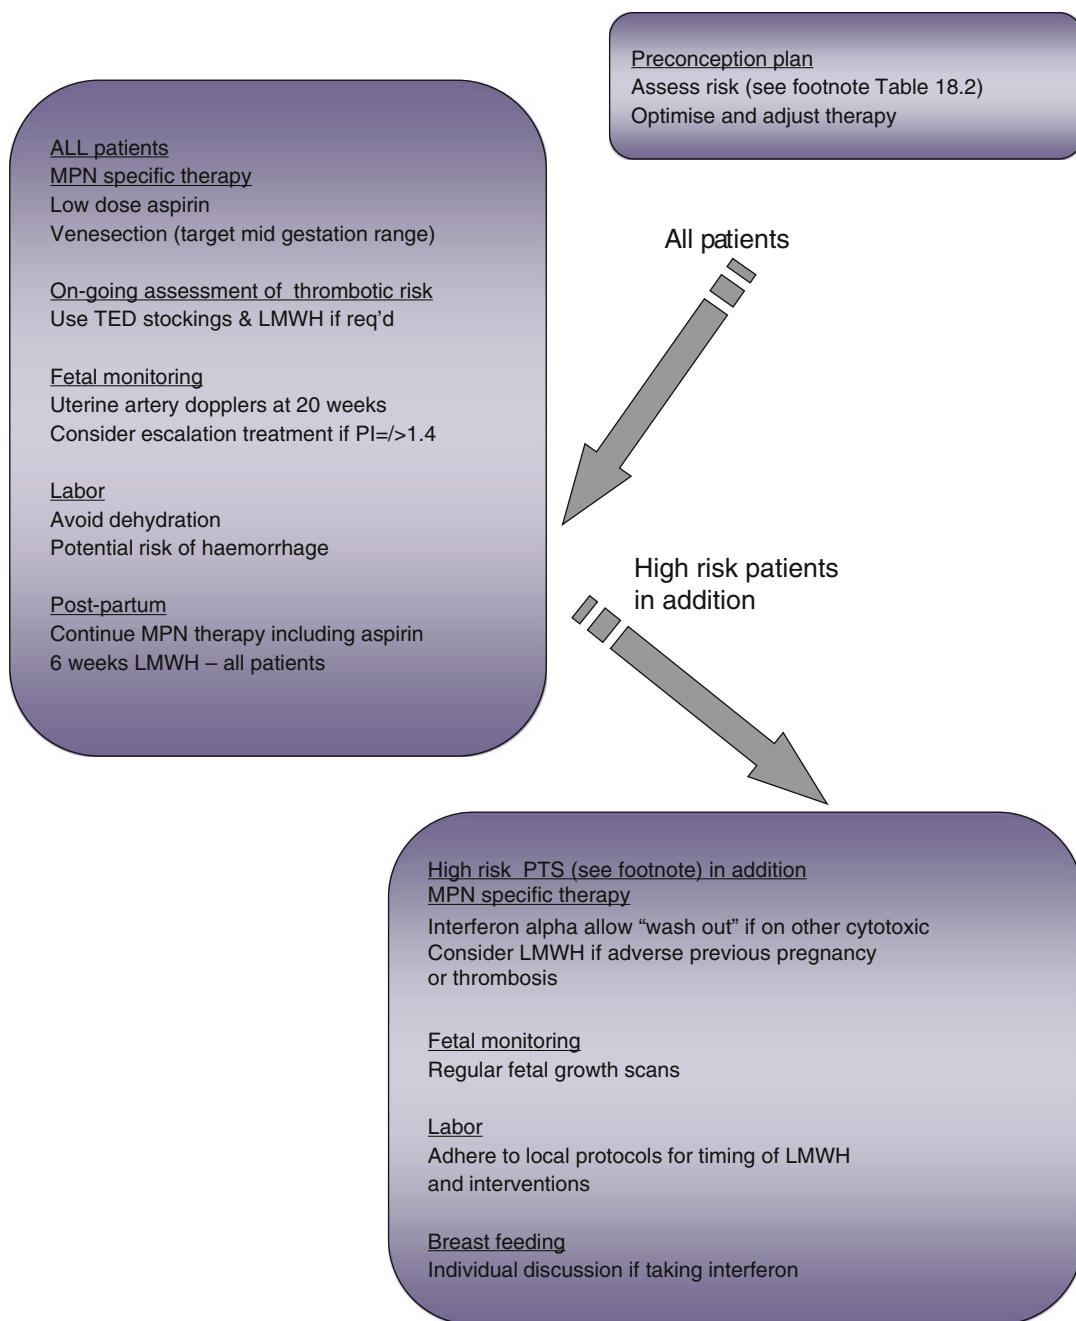 Preconception plan
Assess risk (see footnote Table 18.2)
Optimise and adjust therapy
All patients
ALL patients
MPN specific therapy
Low dose aspirin
Venesection (target mid gestation range)
On-going assessment of thrombotic risk
Use TED stockings & LMWH if req'd
Fetal monitoring
Uterine artery dopplers at 20 weeks
Consider escalation treatment if PI=/>1.4
Labor
Avoid dehydration
Potential risk of haemorrhage
Post-partum
Continue MPN therapy including aspirin
6 weeks LMWH – all patients
High risk patients
in addition
High risk PTS (see footnote) in addition
MPN specific therapy
Interferon alpha allow “wash out” if on other cytotoxic
Consider LMWH if adverse previous pregnancy
or thrombosis
Fetal monitoring
Regular fetal growth scans
Labor
Adhere to local protocols for timing of LMWH
and interventions
Breast feeding
Individual discussion if taking interferon